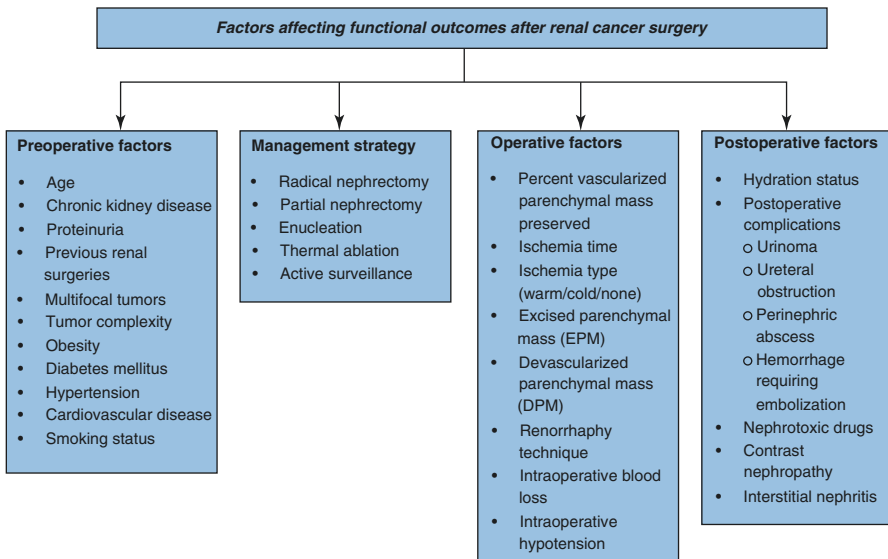 Factors affecting functional outcomes after renal cancer surgery
Preoperative factors
• Age
• Chronic kidney disease
• Proteinuria
• Previous renal
surgeries
• Multifocal tumors
• Tumor complexity
• Obesity
• Diabetes mellitus
• Hypertension
• Cardiovascular disease
• Smoking status
Management strategy
• Radical nephrectomy
• Partial nephrectomy
• Enucleation
• Thermal ablation
• Active surveillance
Operative factors
• Percent vascularized
parenchymal mass
preserved
• Ischemia time
• Ischemia type
(warm/cold/none)
• Excised parenchymal
mass (EPM)
• Devascularized
parenchymal mass
(DPM)
• Renorrhaphy
technique
• Intraoperative blood
loss
• Intraoperative
hypotension
Postoperative factors
• Hydration status
• Postoperative
complications
o Urinoma
o Ureteral
obstruction
o Perinephric
abscess
o Hemorrhage
requiring
embolization
• Nephrotoxic drugs
• Contrast
nephropathy
• Interstitial nephritis